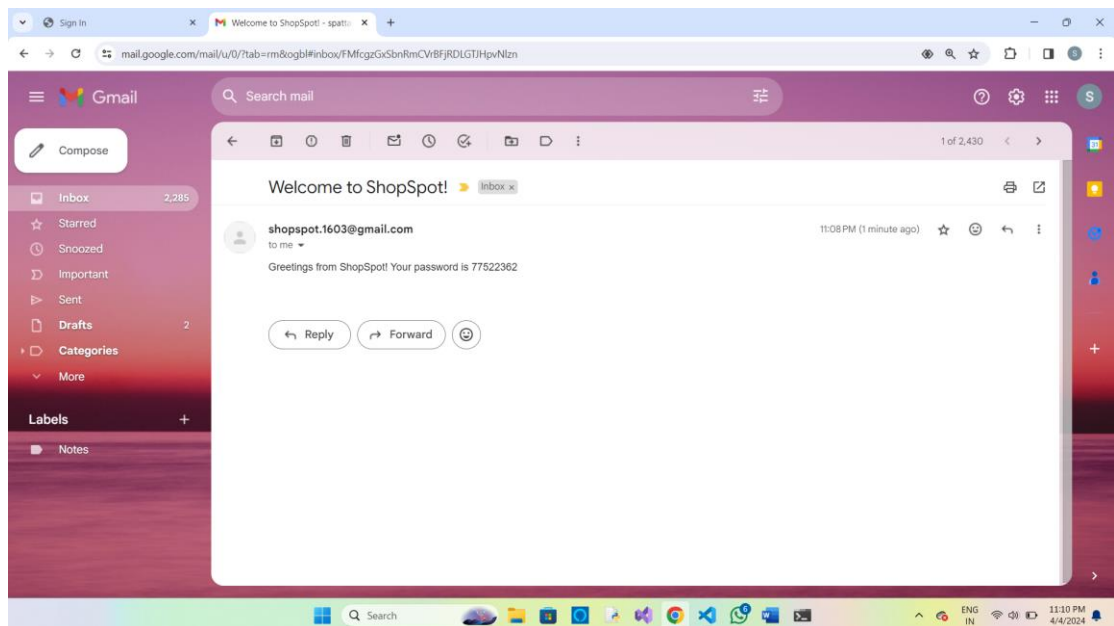 Sign In
Welcome to ShopSpot! - spatta
mail.google.com/mail/u/0/?tab=rm&ogbl#inbox/FMfcgzGxSbnRmCVrBFjRDLGTJHpvNlzn
S
Gmail
Search mail
S
Compose
1 of 2,430
31
Welcome to ShopSpot! Inbox x
Inbox 2,285
Starred
shopspot.1603@gmail.com 11:08 PM (1 minute ago)
to me
Snoozed
Greetings from ShopSpot! Your password is 77522362
Important
Sent
Drafts 2
Reply Forward
Categories
More
Labels
Notes
Search
6
ENG
IN
11:10 PM
4/4/2024